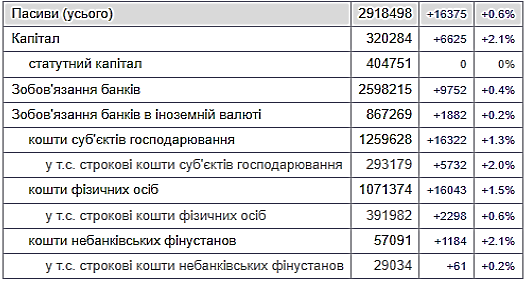 Пасиви (усього) 2918498 +16375 +0.6%
Капітал 320284 +6625 +2.1%
статутний капітал 404751 0 0%
Зобов'язання банків 2598215 +9752 +0.4%
Зобов'язання банків в іноземній валюті 867269 +1882 +0.2%
кошти суб'єктів господарювання 1259628 +16322 +1.3%
у т.с. строкові кошти суб'єктів господарювання 293179 +5732 +2.0%
кошти фізичних осіб 1071374 +16043 +1.5%
у т.с. строкові кошти фізичних осіб 391982 +2298 +0.6%
кошти небанківських фінустанов 57091 +1184 +2.1%
у т.с. строкові кошти небанківських фінустанов 29034 +61 +0.2%